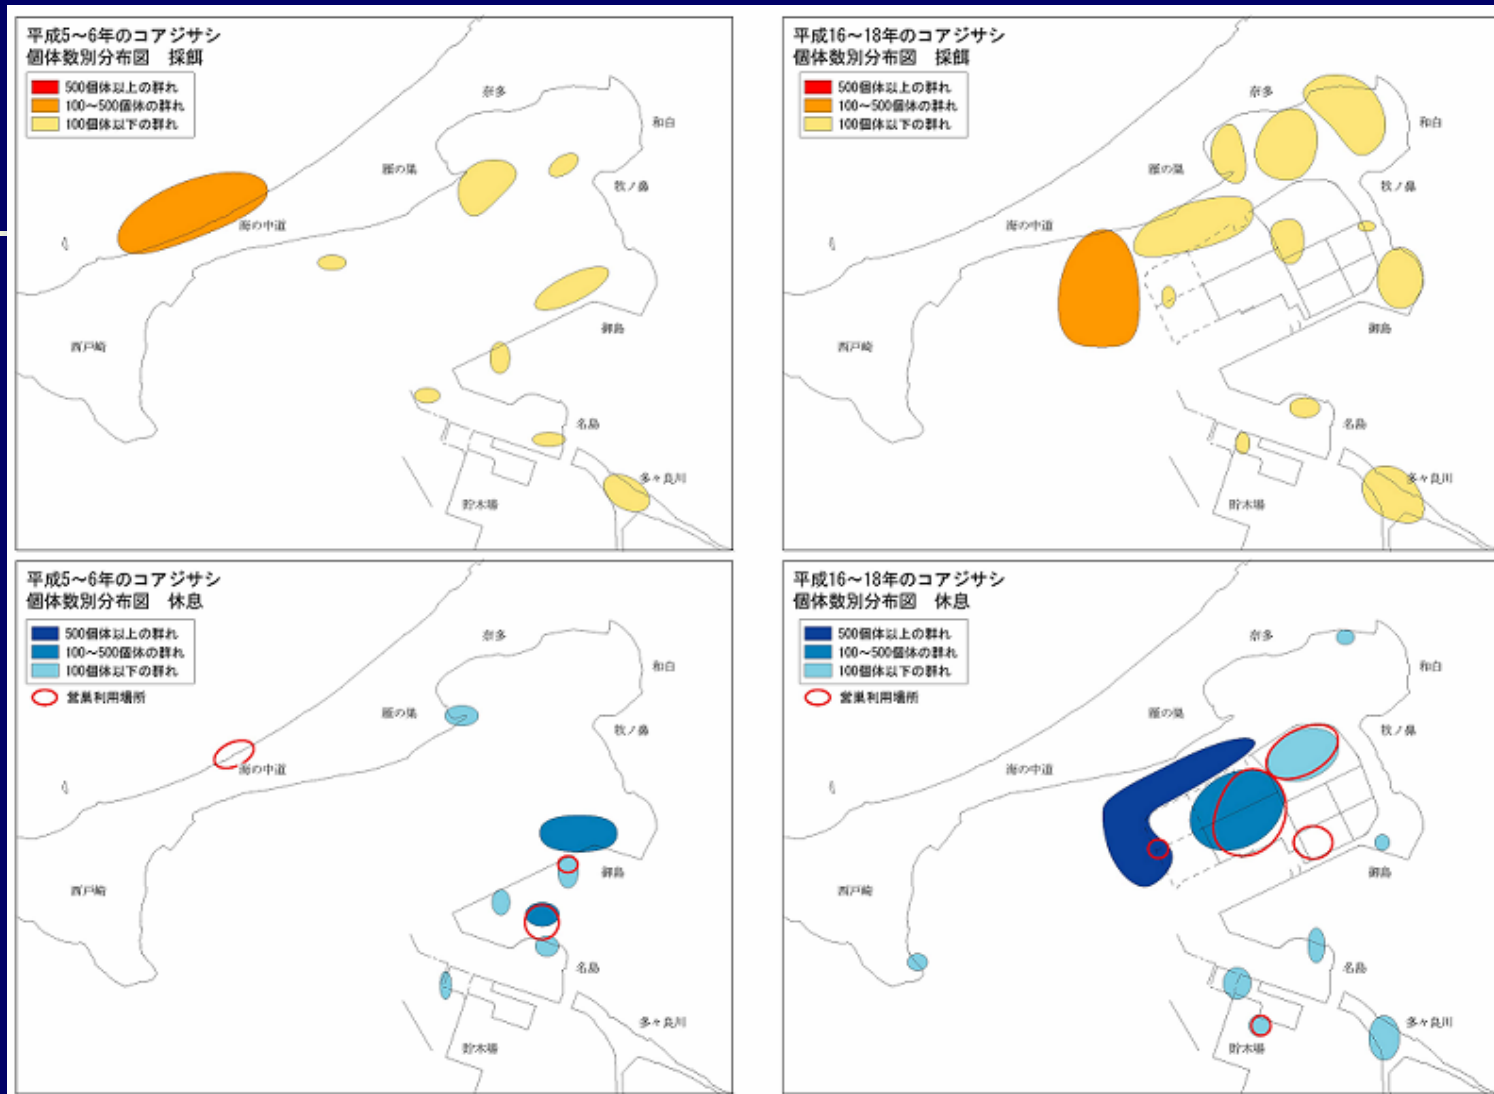 平成5～6年のコアジサシ
個体数別分布図　採餌
500個体以上の群れ
100～500個体の群れ
100個体以下の群れ
奈多
和白
雁の巣
牧ノ鼻
海の中道
御島
西戸崎
名島
多々良川
貯木場
平成16～18年のコアジサシ
個体数別分布図　採餌
500個体以上の群れ
100～500個体の群れ
100個体以下の群れ
奈多
和白
雁の巣
牧ノ鼻
海の中道
御島
西戸崎
名島
多々良川
貯木場
平成5～6年のコアジサシ
個体数別分布図　休息
500個体以上の群れ
100～500個体の群れ
100個体以下の群れ
営巣利用場所
奈多
和白
雁の巣
牧ノ鼻
海の中道
御島
西戸崎
名島
多々良川
貯木場
平成16～18年のコアジサシ
個体数別分布図　休息
500個体以上の群れ
100～500個体の群れ
100個体以下の群れ
営巣利用場所
奈多
和白
雁の巣
牧ノ鼻
海の中道
御島
西戸崎
名島
多々良川
貯木場